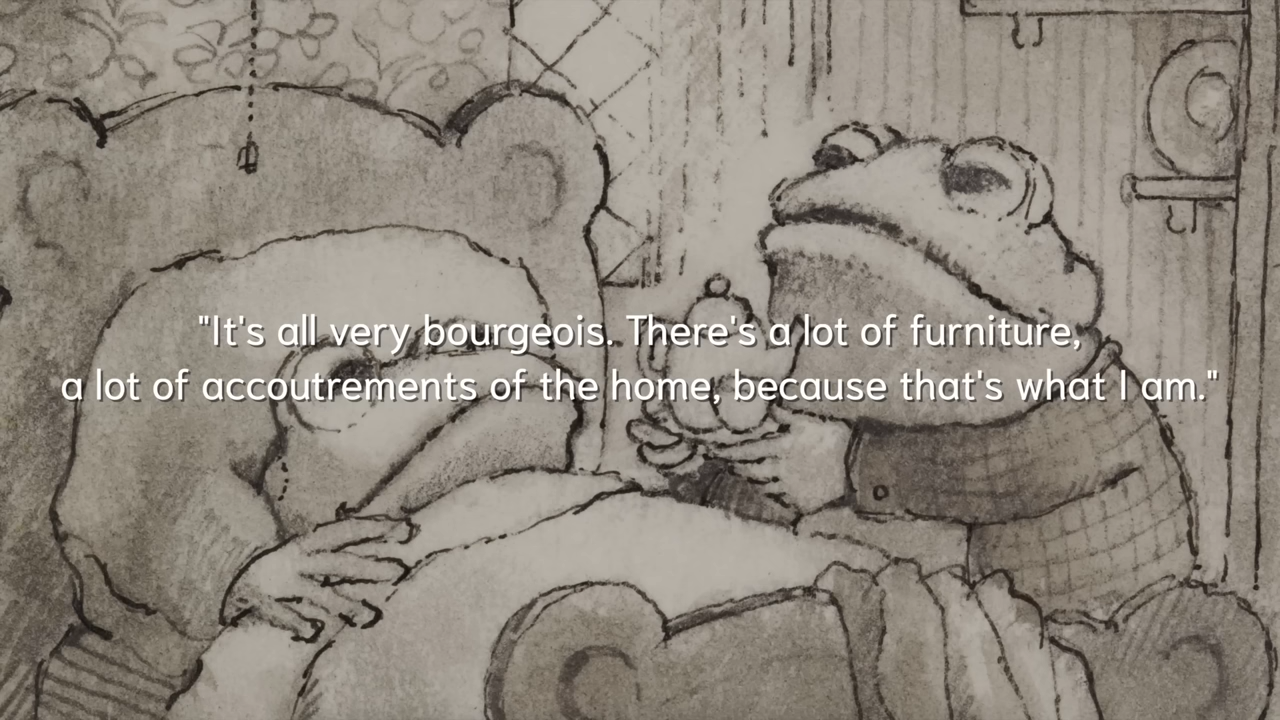 "It's all very bourgeois. There's a lot of furniture,
a lot of accoutrements of the home, because that's what I am."